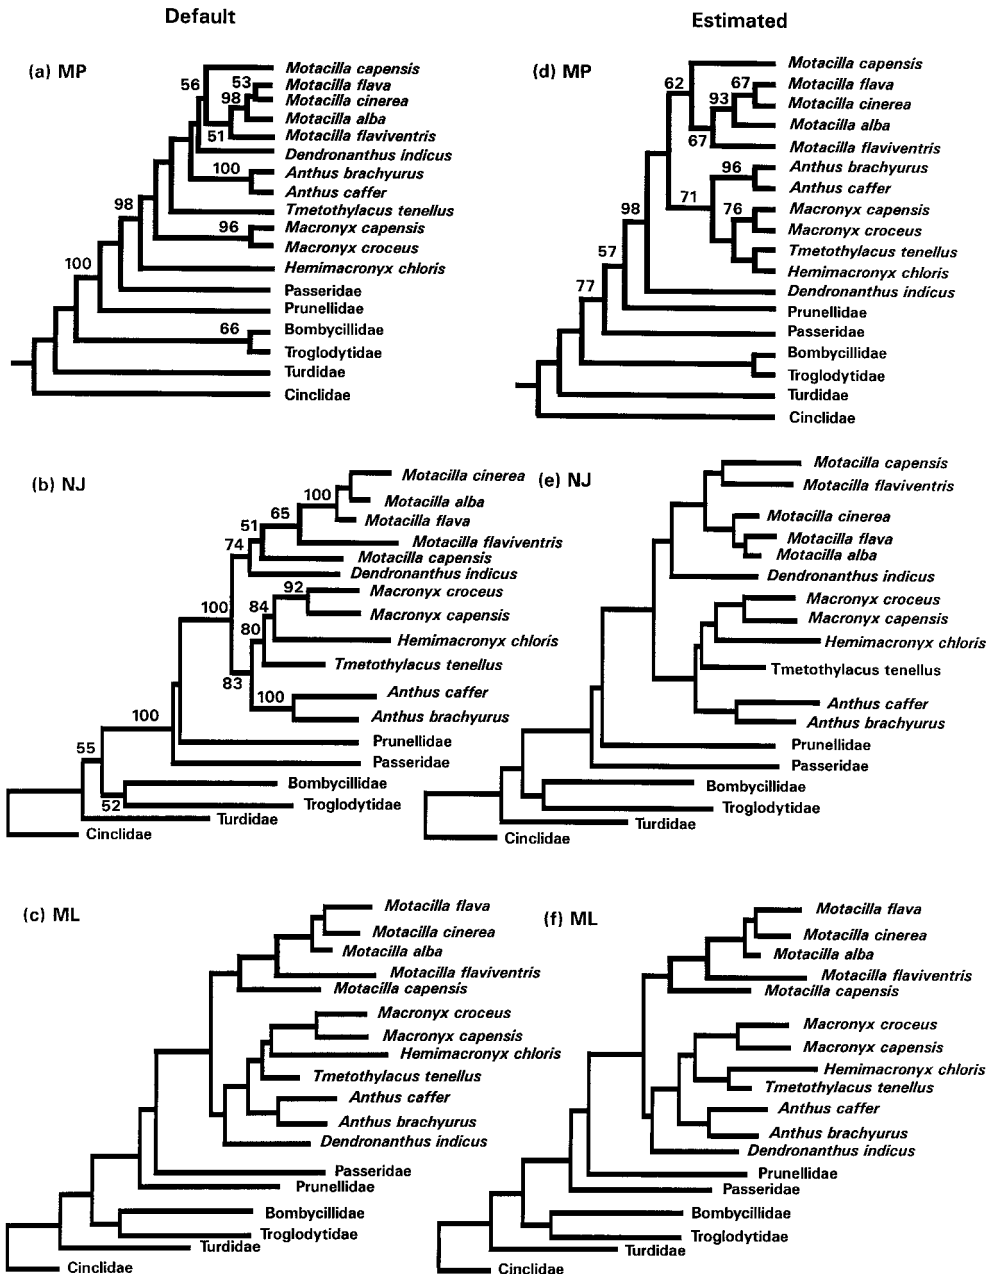 Default
Estimated
(a) MP
Motacilla capensis
Motacilla flava
Motacilla cinerea
Motacilla alba
Motacilla flaviventris
Dendronanthus indicus
Anthus brachyurus
Anthus caffer
Tmetothylacus tenellus
Macronyx capensis
Macronyx croceus
Hemimacronyx chloris
Passeridae
Prunellidae
Bombycillidae
Troglodytidae
Turdidae
Cinclidae
56
53
98
51
100
98
96
100
66
(d) MP
Motacilla capensis
Motacilla flava
Motacilla cinerea
Motacilla alba
Motacilla flaviventris
Anthus brachyurus
Anthus caffer
Macronyx capensis
Macronyx croceus
Tmetothylacus tenellus
Hemimacronyx chloris
Dendronanthus indicus
Prunellidae
Passeridae
Bombycillidae
Troglodytidae
Turdidae
Cinclidae
62
67
93
67
96
71
76
98
57
77
(b) NJ
Motacilla cinerea
Motacilla alba
Motacilla flava
Motacilla flaviventris
Motacilla capensis
Dendronanthus indicus
Macronyx croceus
Macronyx capensis
Hemimacronyx chloris
Tmetothylacus tenellus
Anthus caffer
Anthus brachyurus
Prunellidae
Passeridae
Bombycillidae
Troglodytidae
Turdidae
Cinclidae
100
65
51
74
92
84
100
80
83
100
100
55
52
(e) NJ
Motacilla capensis
Motacilla flaviventris
Motacilla cinerea
Motacilla flava
Motacilla alba
Dendronanthus indicus
Macronyx croceus
Macronyx capensis
Hemimacronyx chloris
Tmetothylacus tenellus
Anthus caffer
Anthus brachyurus
Prunellidae
Passeridae
Bombycillidae
Troglodytidae
Turdidae
Cinclidae
(c) ML
Motacilla flava
Motacilla cinerea
Motacilla alba
Motacilla flaviventris
Motacilla capensis
Macronyx croceus
Macronyx capensis
Hemimacronyx chloris
Tmetothylacus tenellus
Anthus caffer
Anthus brachyurus
Dendronanthus indicus
Passeridae
Prunellidae
Bombycillidae
Troglodytidae
Turdidae
Cinclidae
(f) ML
Motacilla flava
Motacilla cinerea
Motacilla alba
Motacilla flaviventris
Motacilla capensis
Macronyx croceus
Macronyx capensis
Hemimacronyx chloris
Tmetothylacus tenellus
Anthus caffer
Anthus brachyurus
Dendronanthus indicus
Prunellidae
Passeridae
Bombycillidae
Troglodytidae
Turdidae
Cinclidae